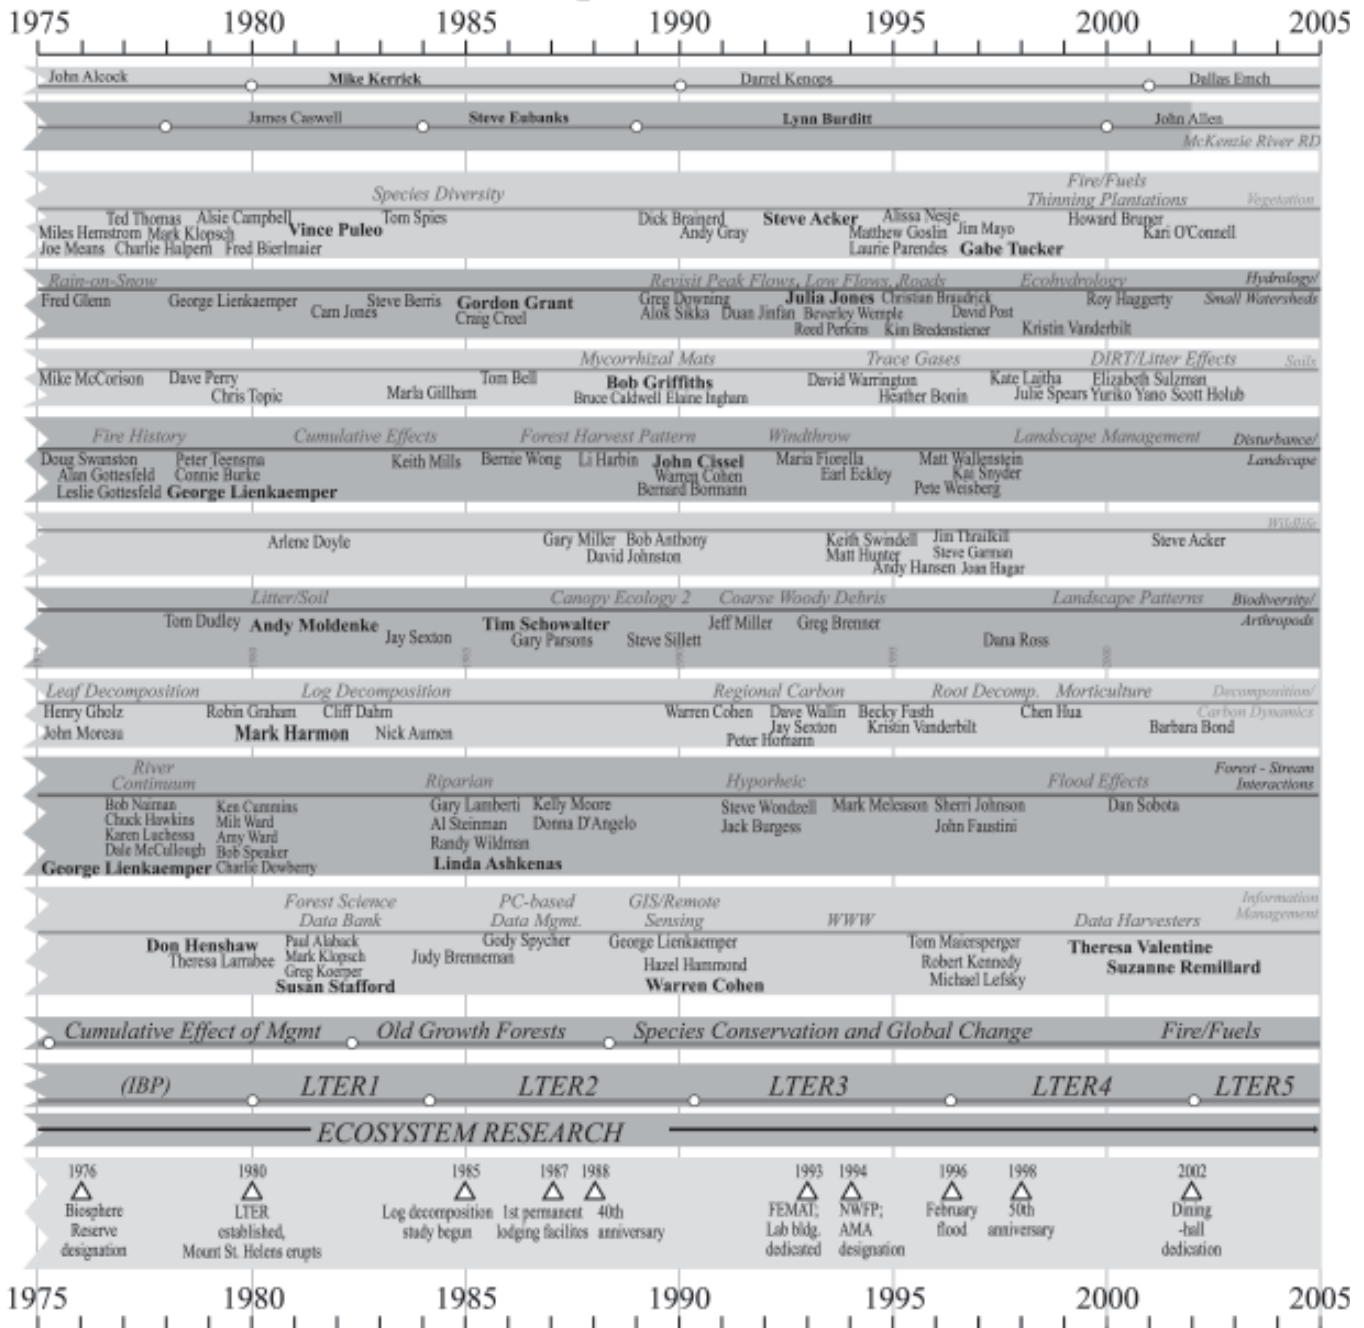 1975 1980 1985 1990 1995 2000 2005
John Alcock Mike Kerrick Darrel Kenops Dallas Emch
James Caswell Steve Eubanks Lynn Burditt John Allen
McKenzie River RD
Fire/Fuels
Species Diversity Thinning Plantations Vegetation
Ted Thomas Alsie Campbell Tom Spies Dick Brainerd Steve Acker Alissa Nesje Howard Bruner
Miles Hemstrom Mark Klopsch Vince Puleo Andy Gray Matthew Goslin Jim Mayo Kari O'Connell
Joe Means Charlie Halpern Fred Bierlmaier Laurie Parendes Gabe Tucker
Rain-on-Snow Revisit Peak Flows, Low Flows, Roads Ecohydrology Hydrology/
Fred Glenn George Lienkaemper Steve Berris Gordon Grant Greg Downing Julia Jones Christian Braudrick Roy Haggerty Small Watersheds
Cam Jones Craig Creel Alok Sikka Duan Jinfan Beverley Wemple David Post
Reed Perkins Kim Bredenstiener Kristin Vanderbilt
Mycorrhizal Mats Trace Gases DIRT/Litter Effects Soils
Mike McCorison Dave Perry Tom Bell Bob Griffiths David Warrington Kate Lajtha Elizabeth Sulzman
Chris Topic Marla Gillham Bruce Caldwell Elaine Ingham Heather Bonin Julie Spears Yuriko Yano Scott Holub
Fire History Cumulative Effects Forest Harvest Pattern Windthrow Landscape Management Disturbance/
Doug Swanston Peter Teensma Keith Mills Bernie Wong Li Harbin John Cissel Maria Fiorella Matt Wallenstein Landscape
Alan Gottesfeld Connie Burke Warren Cohen Earl Eckley Kai Snyder
Leslie Gottesfeld George Lienkaemper Bernard Bormann Pete Weisberg
Wildlife
Arlene Doyle Gary Miller Bob Anthony Keith Swindell Jim Thrailkill Steve Acker
David Johnston Matt Hunter Steve Garman
Andy Hansen Joan Hagar
Litter/Soil Canopy Ecology 2 Coarse Woody Debris Landscape Patterns Biodiversity/
Tom Dudley Andy Moldenke Tim Schowalter Jeff Miller Greg Brenner Arthropods
Jay Sexton Gary Parsons Steve Sillett Dana Ross
Leaf Decomposition Log Decomposition Regional Carbon Root Decomp. Morticulture Decomposition/
Henry Gholz Robin Graham Cliff Dahm Warren Cohen Dave Wallin Becky Fasth Chen Hua Carbon Dynamics
John Moreau Mark Harmon Nick Aumen Jay Sexton Kristin Vanderbilt Barbara Bond
Peter Homann
River Forest - Stream
Continuum Riparian Hyporheic Flood Effects Interactions
Bob Naiman Ken Cummins Gary Lamberti Kelly Moore Steve Wondzell Mark Meleason Sherri Johnson Dan Sobota
Chuck Hawkins Milt Ward Al Steinman Donna D'Angelo Jack Burgess John Faustini
Karen Luchessa Amy Ward Randy Wildman
Dale McCullough Bob Speaker Linda Ashkenas
George Lienkaemper Charlie Dewberry
Forest Science PC-based GIS/Remote Information
Data Bank Data Mgmt. Sensing WWW Data Harvesters Management
Don Henshaw Paul Alaback Gody Spycher George Lienkaemper Tom Maiersperger Theresa Valentine
Theresa Larrabee Mark Klopsch Judy Brenneman Hazel Hammond Robert Kennedy Suzanne Remillard
Greg Koerper Michael Lefsky
Susan Stafford Warren Cohen
Cumulative Effect of Mgmt Old Growth Forests Species Conservation and Global Change Fire/Fuels
(IBP) LTER1 LTER2 LTER3 LTER4 LTER5
ECOSYSTEM RESEARCH
1976 1980 1985 1987 1988 1993 1994 1996 1998 2002
Biosphere LTER Log decomposition 1st permanent 40th FEMAT; NWFP; February 50th Dining
Reserve established, study begun lodging facilites anniversary Lab bldg. AMA flood anniversary -hall
designation Mount St. Helens erupts dedicated designation dedication
1975 1980 1985 1990 1995 2000 2005